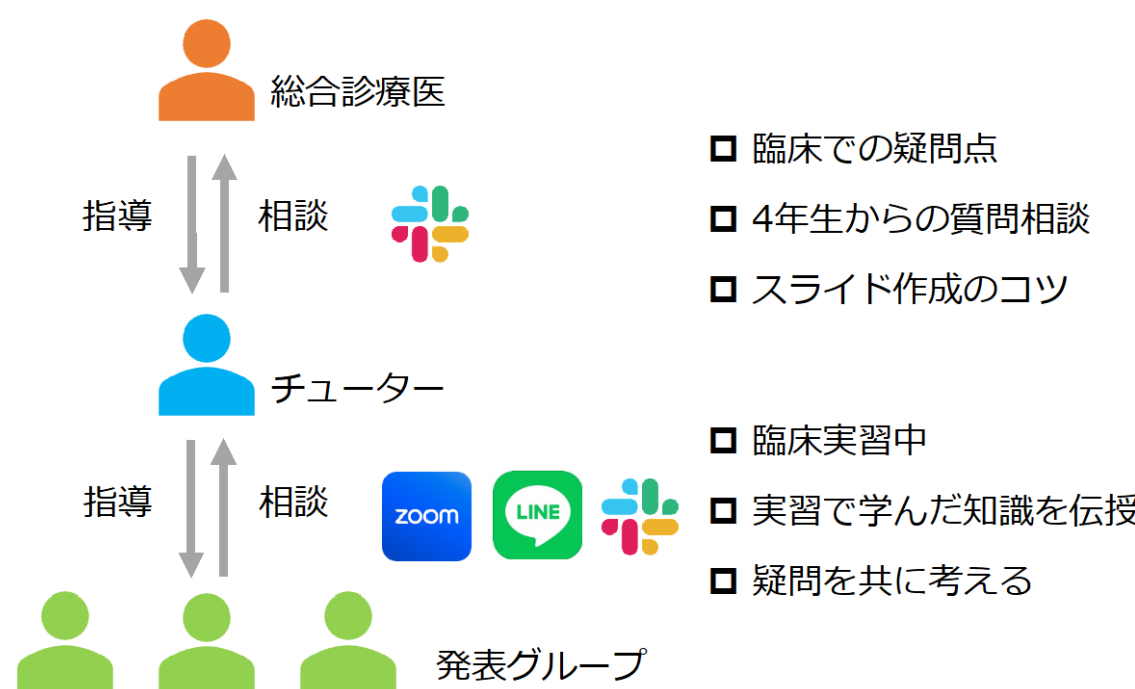 総合診療医
臨床での疑問点
指導
相談
4年生からの質問相談
スライド作成のコツ
チューター
臨床実習中
指導
相談
zoom
LINE
実習で学んだ知識を伝授
疑問を共に考える
発表グループ